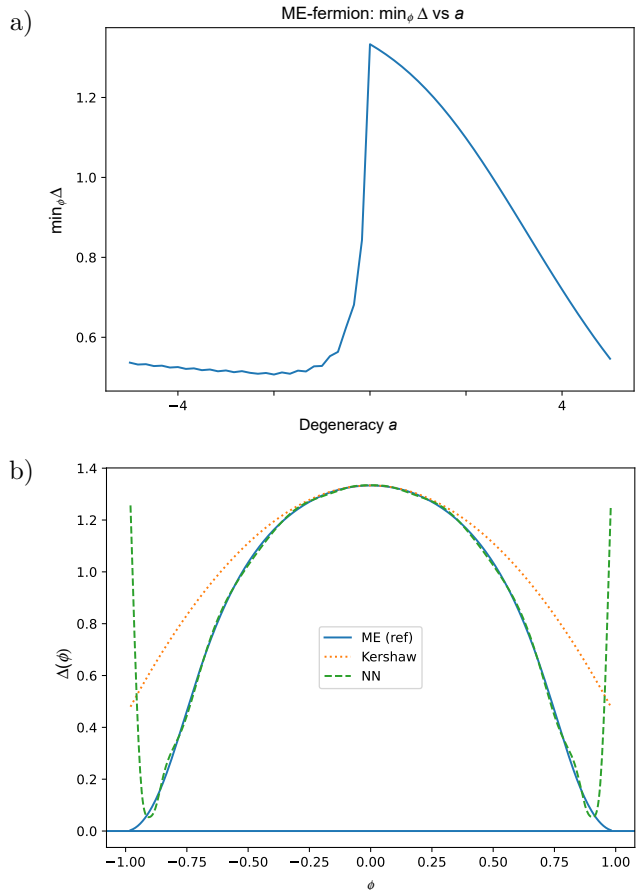 a)
ME-fermion: minϕ Δ vs a
minϕ Δ
1.2
1.0
0.8
0.6
−4
4
Degeneracy a
b)
Δ(ϕ)
1.4
1.2
1.0
0.8
0.6
0.4
0.2
0.0
ME (ref)
Kershaw
NN
−1.00 −0.75 −0.50 −0.25 0.00 0.25 0.50 0.75 1.00
ϕ